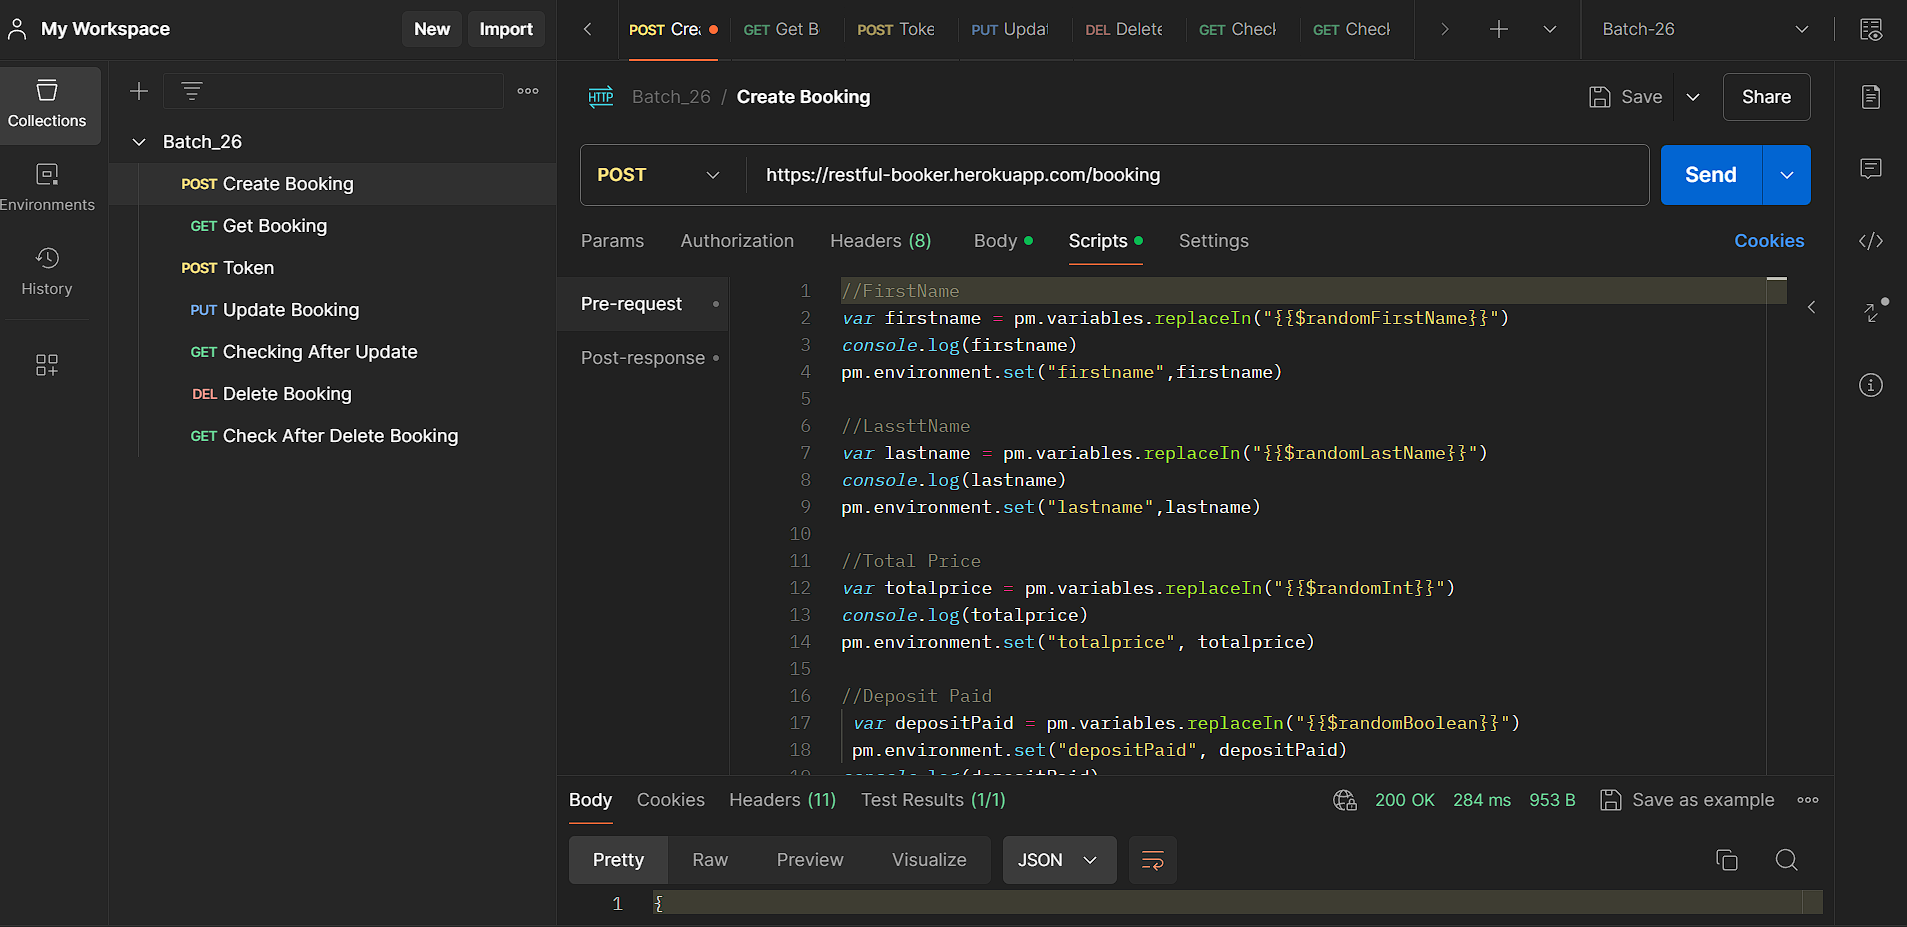 My Workspace
New
Import
POST Cre
GET Get B
POST Toke
PUT Updat
DEL Delete
GET Check
GET Check
Batch-26
Collections
Environments
History
Batch_26
POST Create Booking
GET Get Booking
POST Token
PUT Update Booking
GET Checking After Update
DEL Delete Booking
GET Check After Delete Booking
HTTP Batch_26 / Create Booking
Save
Share
POST
https://restful-booker.herokuapp.com/booking
Send
Params
Authorization
Headers (8)
Body
Scripts
Settings
Cookies
Pre-request
Post-response
1 //FirstName
2 var firstname = pm.variables.replaceIn("{{$randomFirstName}}")
3 console.log(firstname)
4 pm.environment.set("firstname",firstname)
5
6 //LassttName
7 var lastname = pm.variables.replaceIn("{{$randomLastName}}")
8 console.log(lastname)
9 pm.environment.set("lastname",lastname)
10
11 //Total Price
12 var totalprice = pm.variables.replaceIn("{{$randomInt}}")
13 console.log(totalprice)
14 pm.environment.set("totalprice", totalprice)
15
16 //Deposit Paid
17 var depositPaid = pm.variables.replaceIn("{{$randomBoolean}}")
18 pm.environment.set("depositPaid", depositPaid)
19 console.log(depositPaid)
Body
Cookies
Headers (11)
Test Results (1/1)
200 OK
284 ms
953 B
Save as example
Pretty
Raw
Preview
Visualize
JSON
1 {